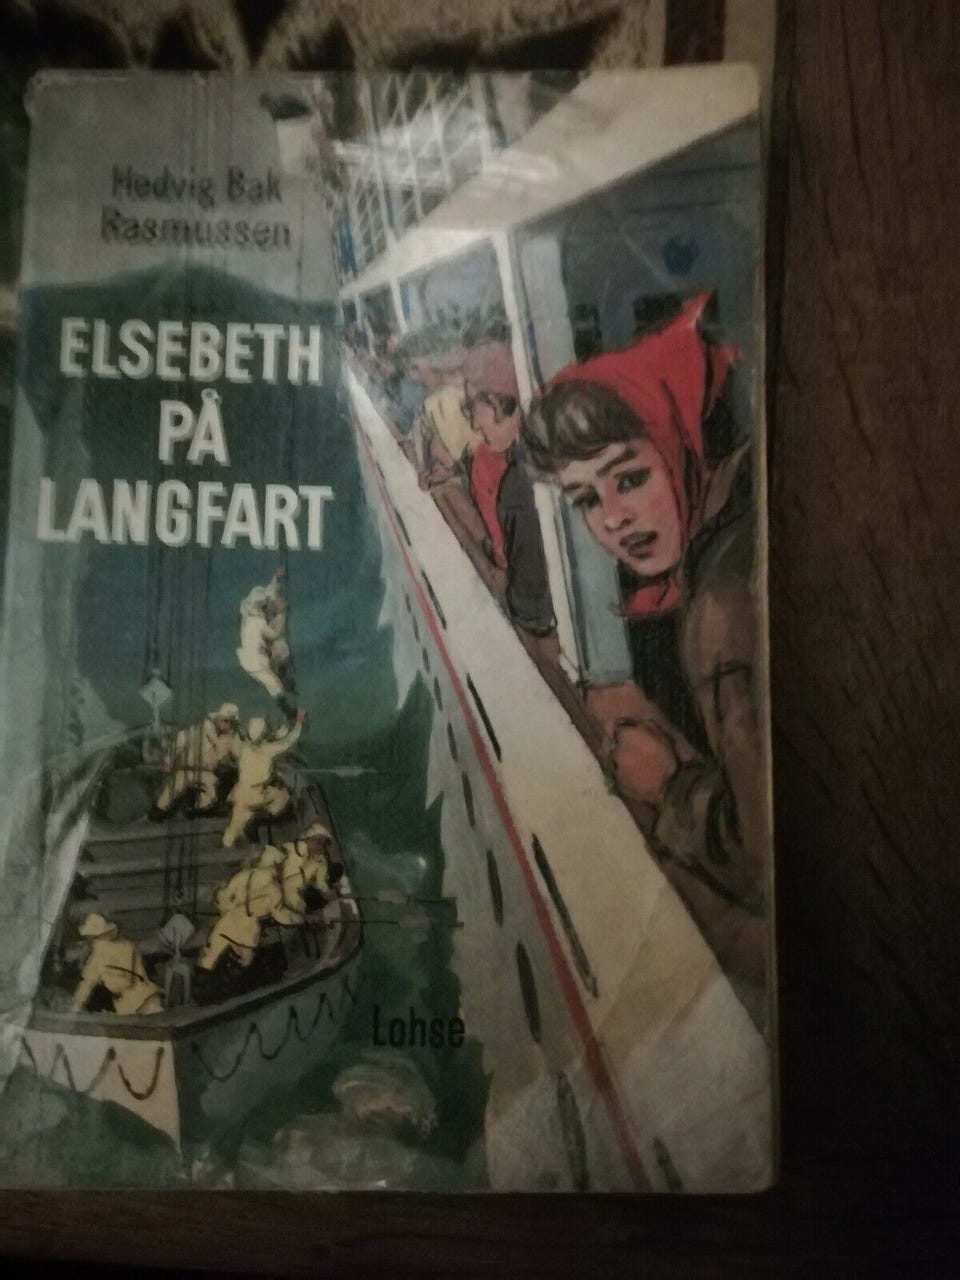 Hedvig Bak
Rasmussen
ELSEBETH
PÅ
LANGFART
Lohse